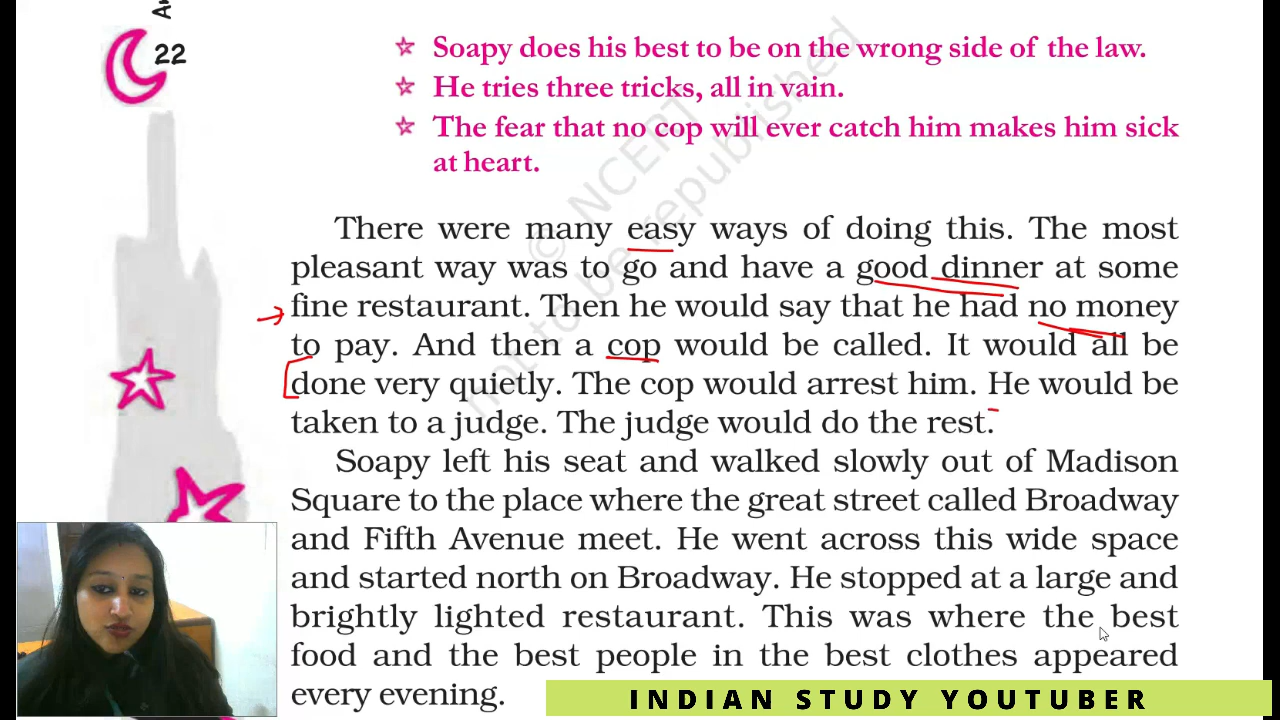 22
☆ Soapy does his best to be on the wrong side of the law.
☆ He tries three tricks, all in vain.
☆ The fear that no cop will ever catch him makes him sick
at heart.
There were many easy ways of doing this. The most
pleasant way was to go and have a good dinner at some
fine restaurant. Then he would say that he had no money
to pay. And then a cop would be called. It would all be
done very quietly. The cop would arrest him. He would be
taken to a judge. The judge would do the rest.
Soapy left his seat and walked slowly out of Madison
Square to the place where the great street called Broadway
and Fifth Avenue meet. He went across this wide space
and started north on Broadway. He stopped at a large and
brightly lighted restaurant. This was where the best
food and the best people in the best clothes appeared
every evening.
© NCERT
not to be republished
INDIAN STUDY YOUTUBER